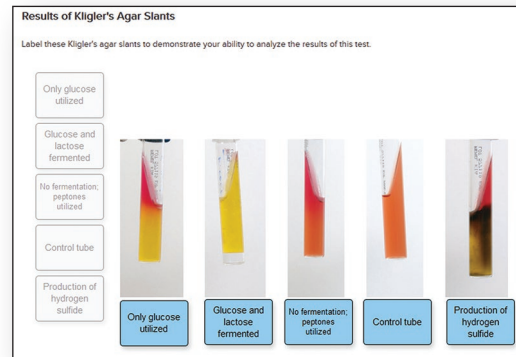 Results of Kligler's Agar Slants
Label these Kligler's agar slants to demonstrate your ability to analyze the results of this test.
Only glucose
utilized
Glucose and
lactose
fermented
No fermentation;
peptones
utilized
Control tube
Production of
hydrogen
sulfide
Only glucose
utilized
Glucose and
lactose
fermented
No fermentation;
peptones
utilized
Control tube
Production of
hydrogen
sulfide